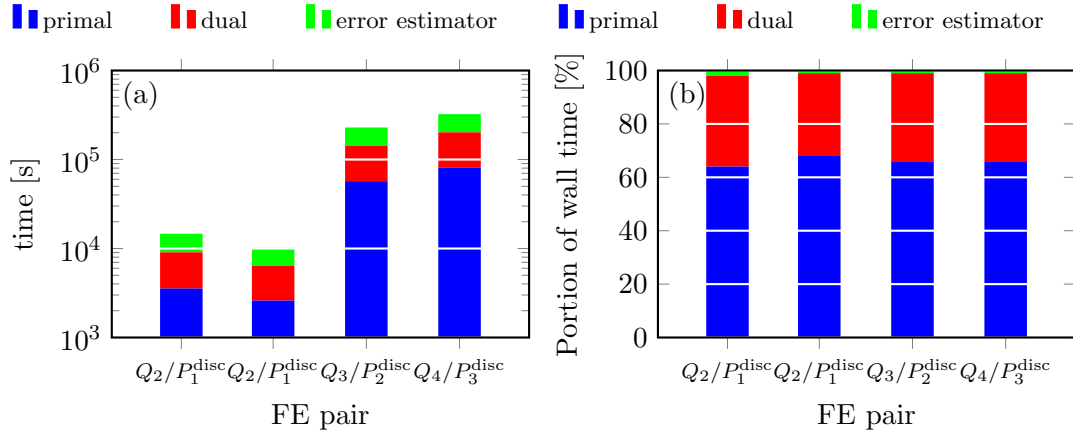 primal dual error estimator
(a)
time [s]
10^6
10^5
10^4
10^3
Q_2/P_1^disc Q_2/P_1^disc Q_3/P_2^disc Q_4/P_3^disc
FE pair
primal dual error estimator
(b)
Portion of wall time [%]
100
80
60
40
20
0
Q_2/P_1^disc Q_2/P_1^disc Q_3/P_2^disc Q_4/P_3^disc
FE pair